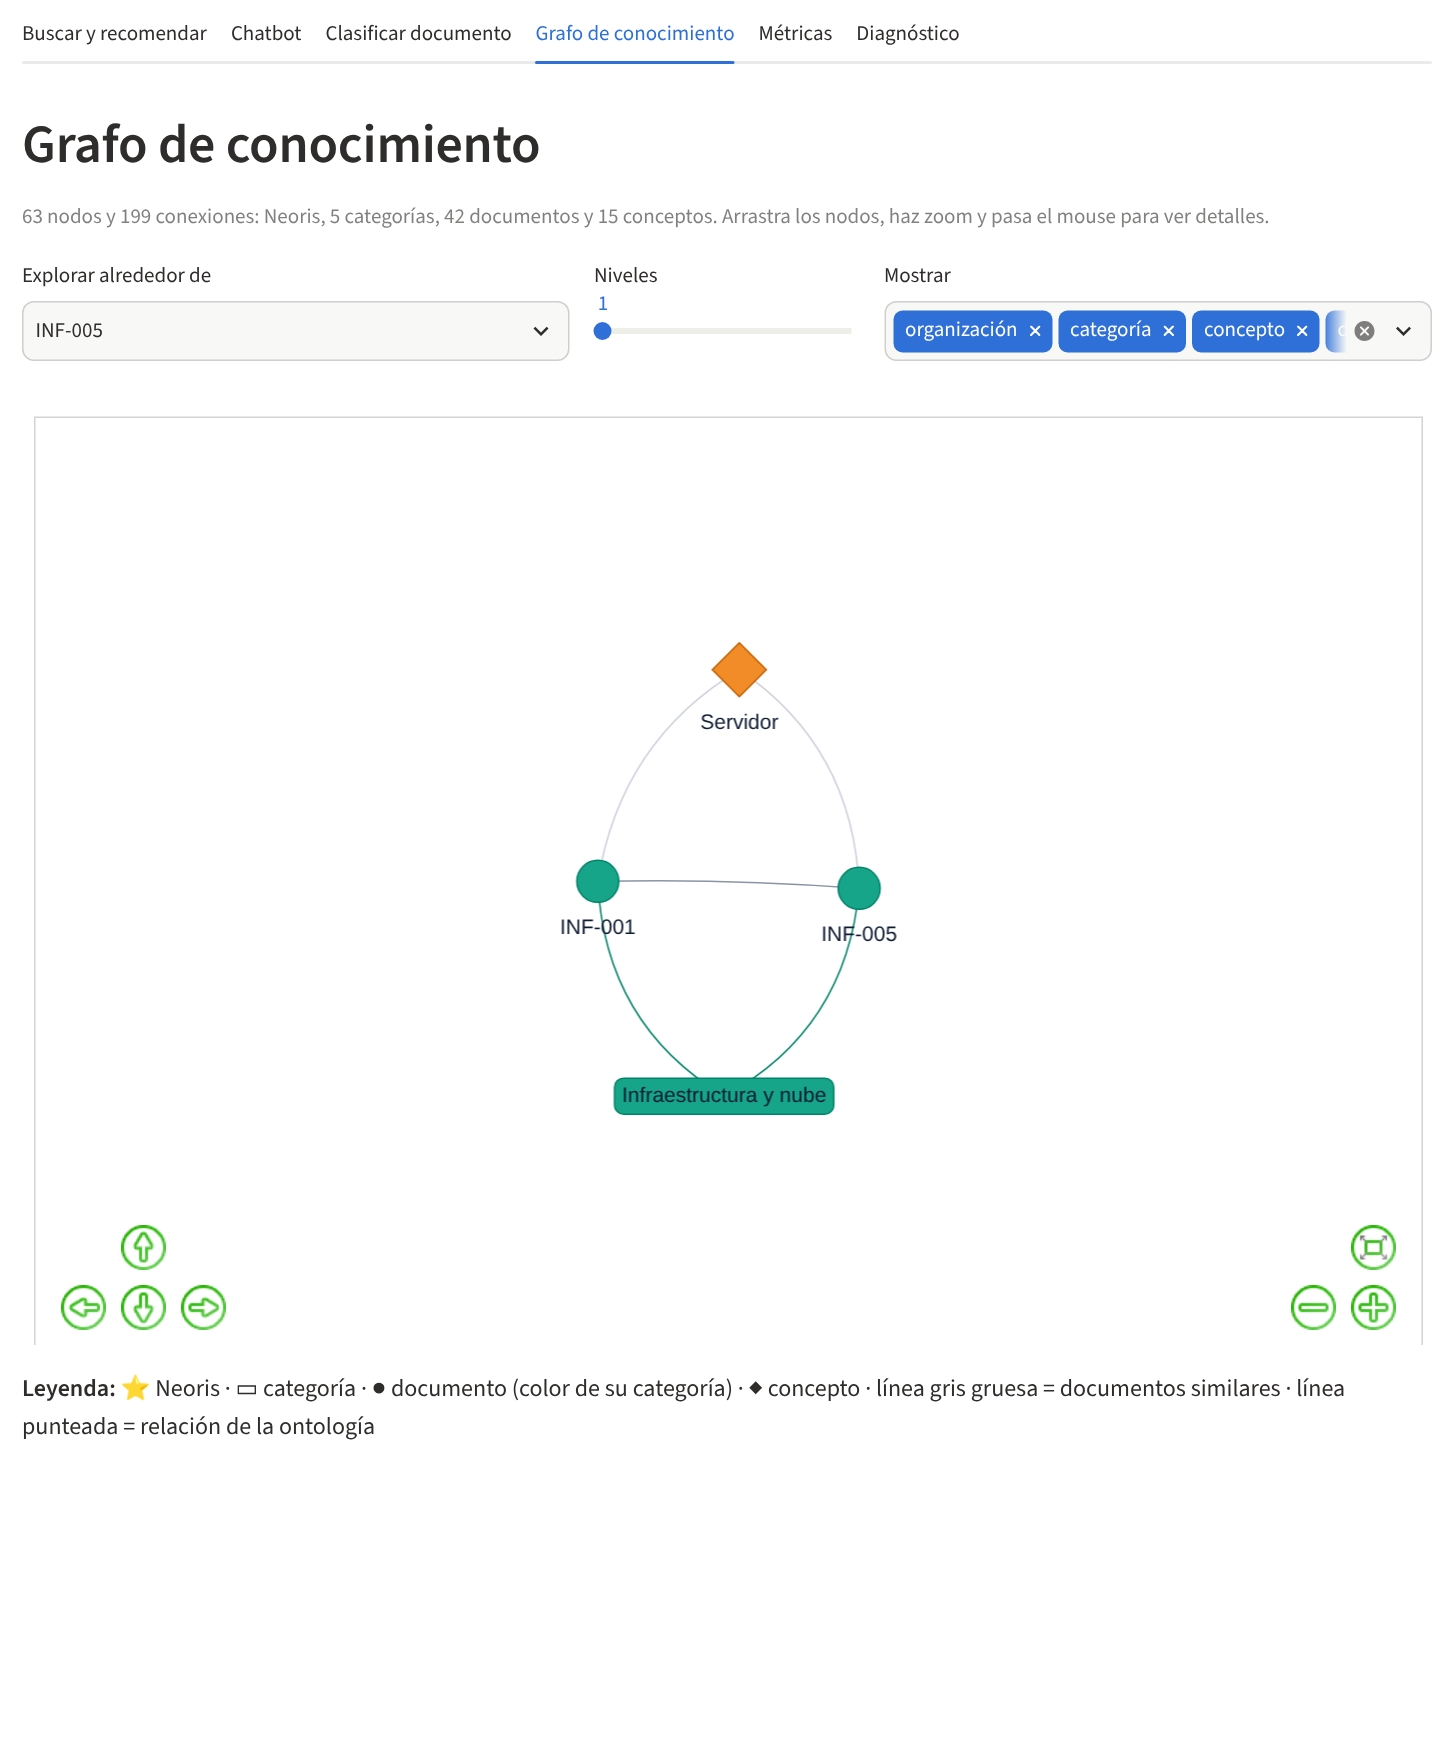 Buscar y recomendar Chatbot Clasificar documento Grafo de conocimiento Métricas Diagnóstico
Grafo de conocimiento
63 nodos y 199 conexiones: Neoris, 5 categorías, 42 documentos y 15 conceptos. Arrastra los nodos, haz zoom y pasa el mouse para ver detalles.
Explorar alrededor de
INF-005
Niveles
1
Mostrar
organización × categoría × concepto ×
Servidor
INF-001
INF-005
Infraestructura y nube
Leyenda: ⭐ Neoris · ▭ categoría · ● documento (color de su categoría) · ◆ concepto · línea gris gruesa = documentos similares · línea
punteada = relación de la ontología